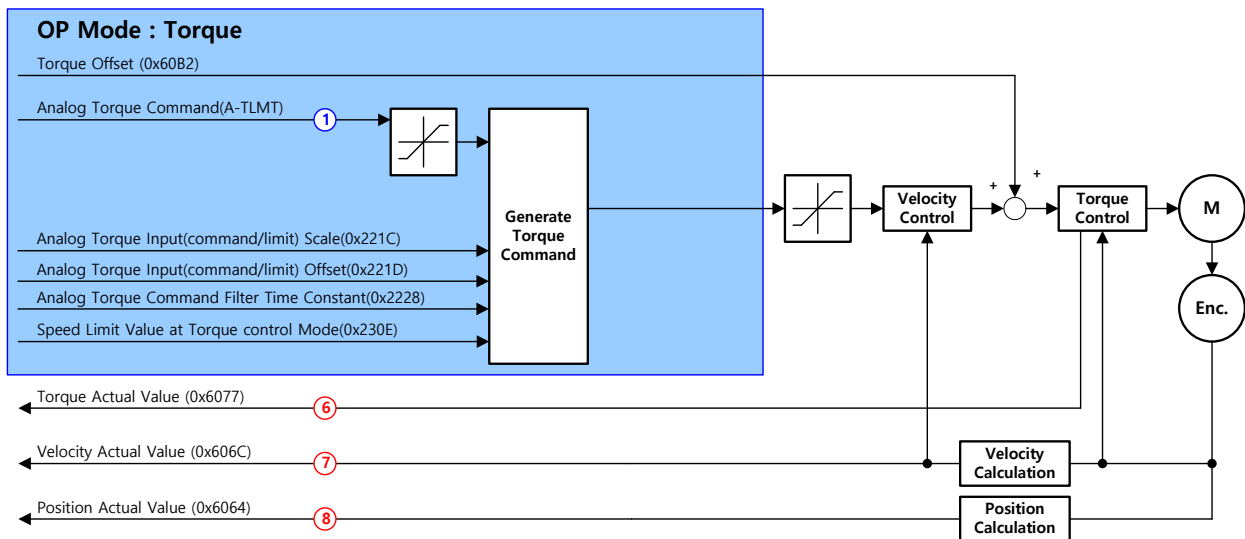 OP Mode : Torque
Torque Offset (0x60B2)
Analog Torque Command(A-TLMT)
1
+
+
Velocity
Control
Torque
Control
M
Generate
Torque
Command
Analog Torque Input(command/limit) Scale(0x221C)
Analog Torque Input(command/limit) Offset(0x221D)
Analog Torque Command Filter Time Constant(0x2228)
Speed Limit Value at Torque control Mode(0x230E)
Enc.
Torque Actual Value (0x6077)
6
Velocity Actual Value (0x606C)
7
Velocity
Calculation
Position Actual Value (0x6064)
8
Position
Calculation